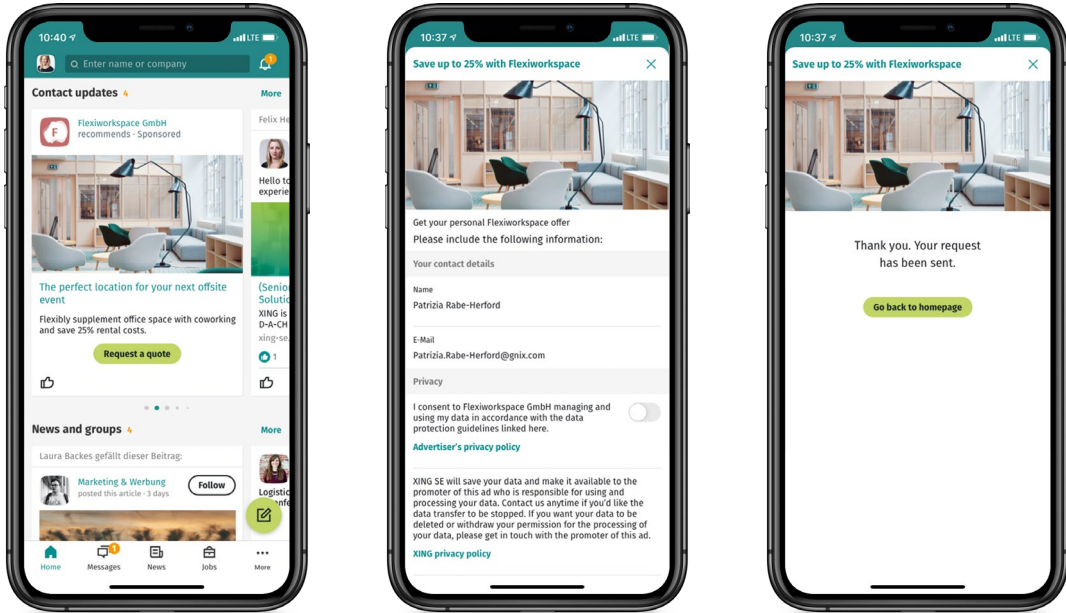 10:40
LTE
Enter name or company
1
Contact updates 4
More
F
Flexiworkspace GmbH
recommends · Sponsored
The perfect location for your next offsite
event
Flexibly supplement office space with coworking
and save 25% rental costs.
Request a quote
Felix He
Hello to
experie
(Senior
Solutio
XING is
D-A-CH
xing-se.
1
News and groups 4
More
Laura Backes gefällt dieser Beitrag:
Marketing & Werbung
posted this article · 3 days
Follow
Logistic
nfe
Home
Messages
1
News
Jobs
More
10:37
LTE
Save up to 25% with Flexiworkspace
Get your personal Flexiworkspace offer
Please include the following information:
Your contact details
Name
Patrizia Rabe-Herford
E-Mail
Patrizia.Rabe-Herford@gnix.com
Privacy
I consent to Flexiworkspace GmbH managing and
using my data in accordance with the data
protection guidelines linked here.
Advertiser's privacy policy
XING SE will save your data and make it available to the
promoter of this ad who is responsible for using and
processing your data. Contact us anytime if you'd like the
data transfer to be stopped. If you want your data to be
deleted or withdraw your permission for the processing of
your data, please get in touch with the promoter of this ad.
XING privacy policy
10:37
LTE
Save up to 25% with Flexiworkspace
Thank you. Your request
has been sent.
Go back to homepage